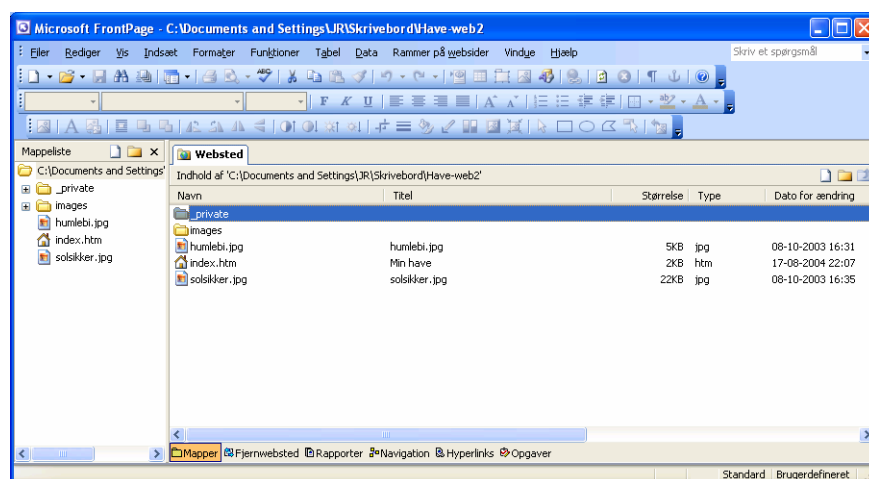 Microsoft FrontPage - C:\Documents and Settings\JR\Skrivebord\Have-web2
Filer Rediger Vis Indsæt Formater Funktioner Tabel Data Rammer på websider Vindue Hjælp Skriv et spørgsmål
ABC ab
F K U A A A
A
Mappeliste Websted
C:\Documents and Settings' Indhold af 'C:\Documents and Settings\JR\Skrivebord\Have-web2'
_private
images
humlebi.jpg
index.htm
solsikker.jpg
Navn Titel Størrelse Type Dato for ændring
_private
images
humlebi.jpg humlebi.jpg 5KB jpg 08-10-2003 16:31
index.htm Min have 2KB htm 17-08-2004 22:07
solsikker.jpg solsikker.jpg 22KB jpg 08-10-2003 16:35
Mapper Fjernwebsted Rapporter Navigation Hyperlinks Opgaver
Standard Brugerdefineret